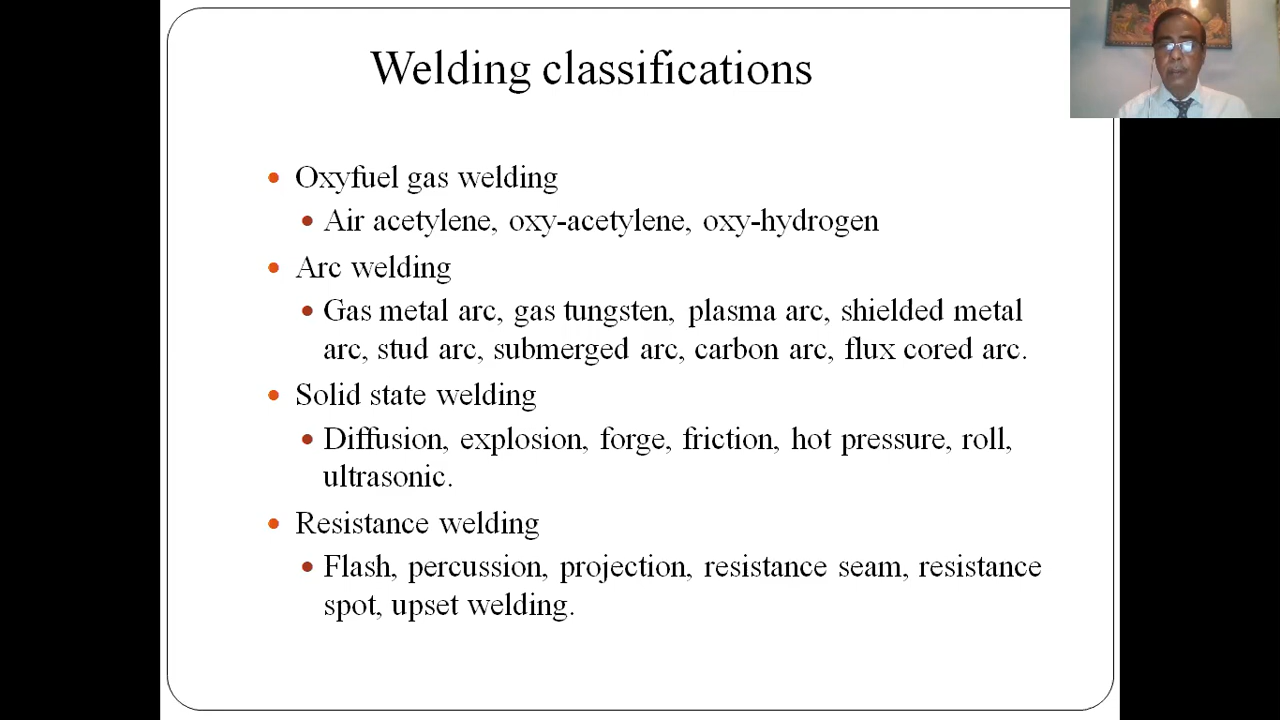 Welding classifications
Oxyfuel gas welding
Air acetylene, oxy-acetylene, oxy-hydrogen
Arc welding
Gas metal arc, gas tungsten, plasma arc, shielded metal
arc, stud arc, submerged arc, carbon arc, flux cored arc.
Solid state welding
Diffusion, explosion, forge, friction, hot pressure, roll,
ultrasonic.
Resistance welding
Flash, percussion, projection, resistance seam, resistance
spot, upset welding.